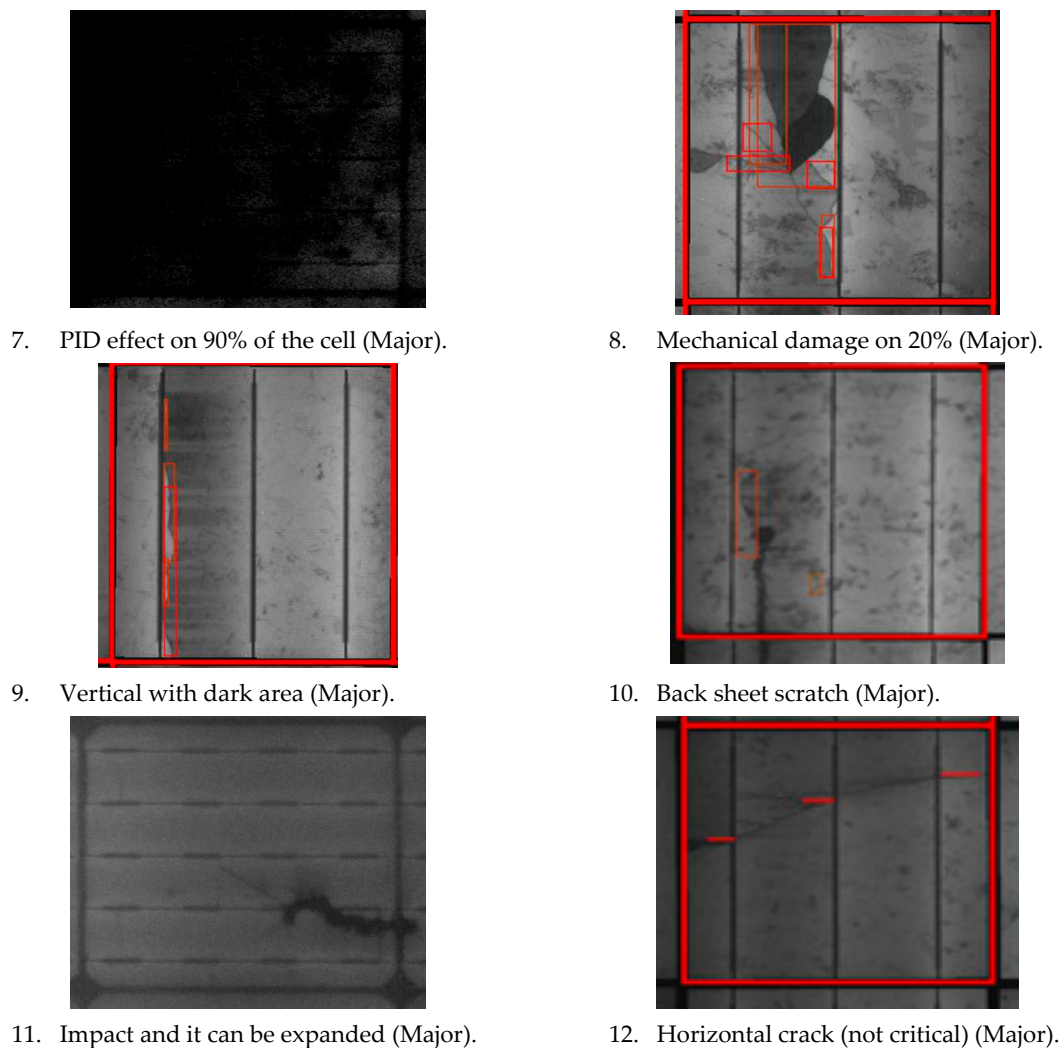 7. PID effect on 90% of the cell (Major).
8. Mechanical damage on 20% (Major).
9. Vertical with dark area (Major).
10. Back sheet scratch (Major).
11. Impact and it can be expanded (Major).
12. Horizontal crack (not critical) (Major).